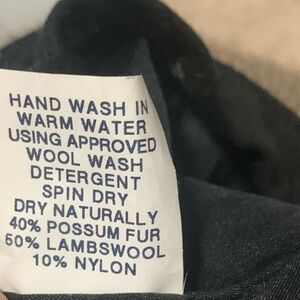 HAND WASH IN
WARM WATER
USING APPROVED
WOOL WASH
DETERGENT
SPIN DRY
DRY NATURALLY
40% POSSUM FUR
50% LAMBSWOOL
10% NYLON